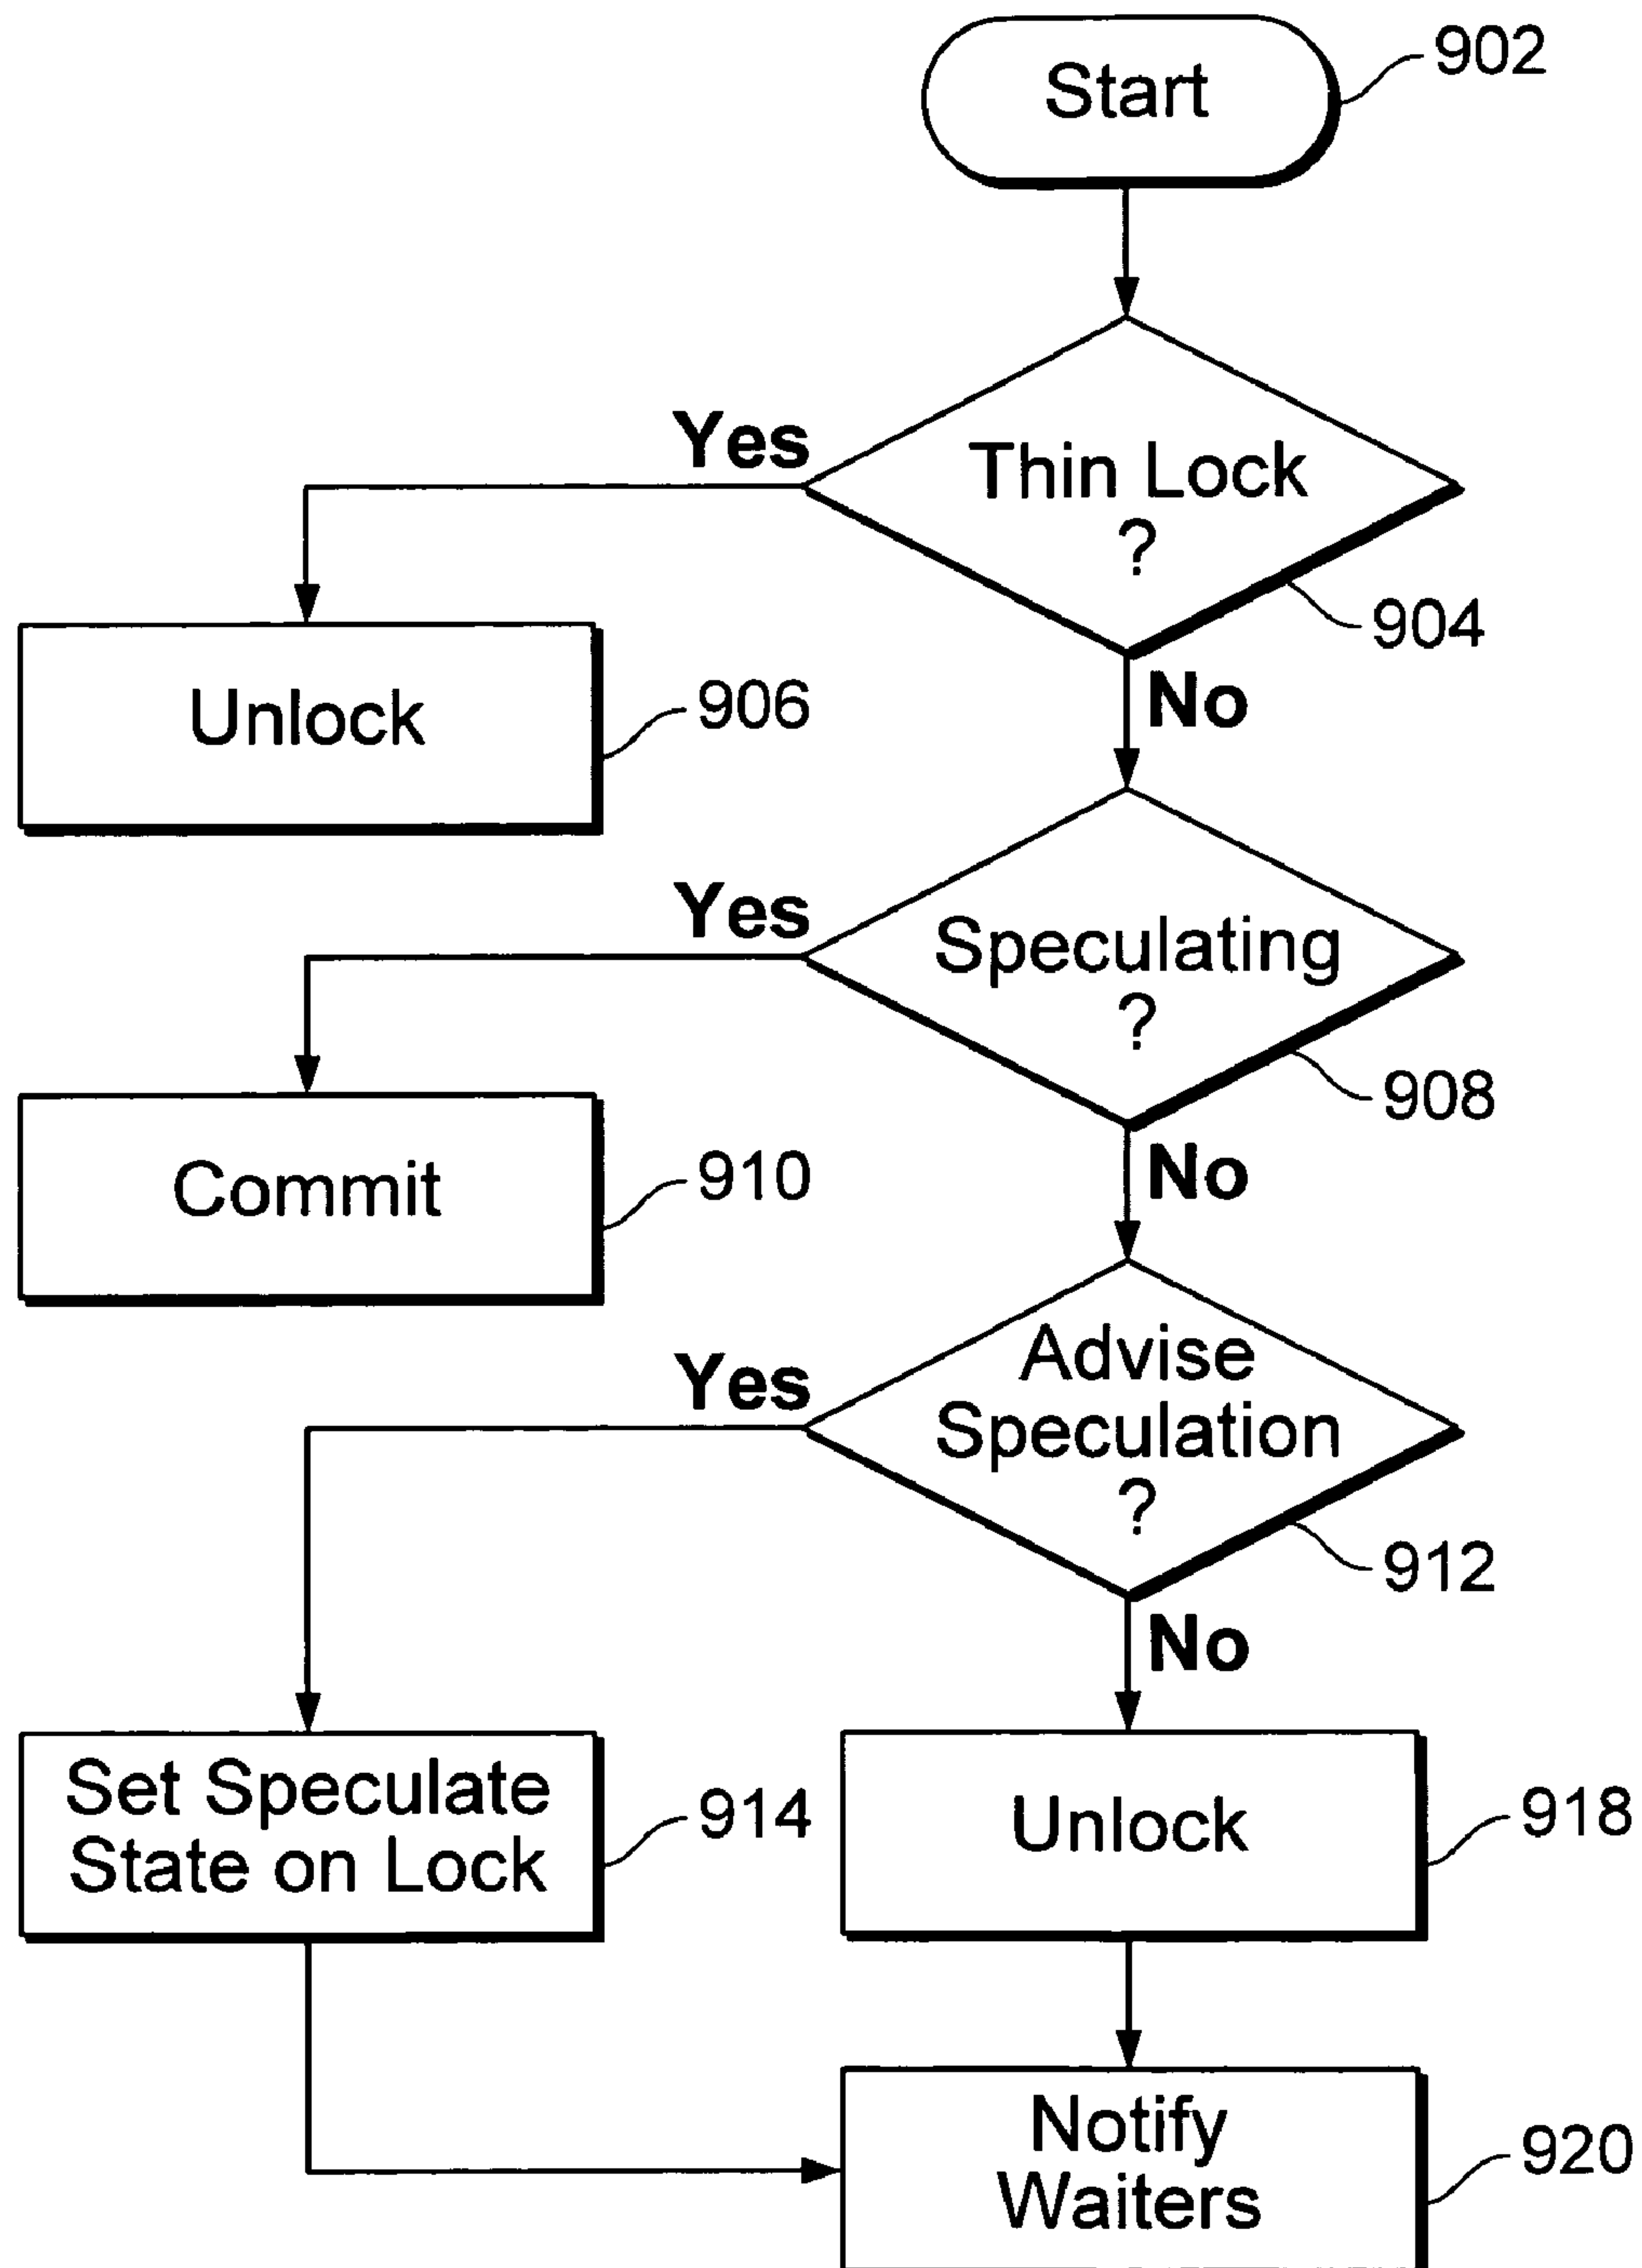 Start
902
Yes
Thin Lock
?
904
No
Unlock
906
Yes
Speculating
?
908
No
Commit
910
Yes
Advise
Speculation
?
912
No
Set Speculate
State on Lock
914
Unlock
918
Notify
Waiters
920